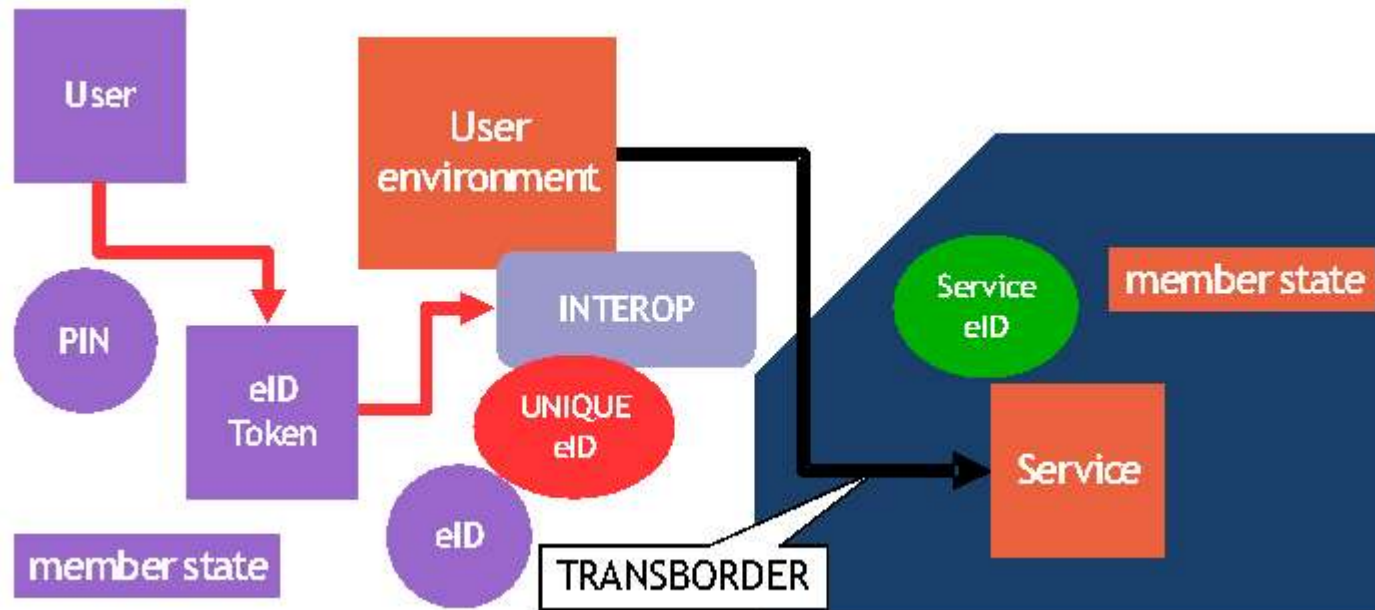 User
User
environment
PIN
INTEROP
Service
eID
member state
eID
Token
UNIQUE
eID
Service
eID
member state
TRANSBORDER